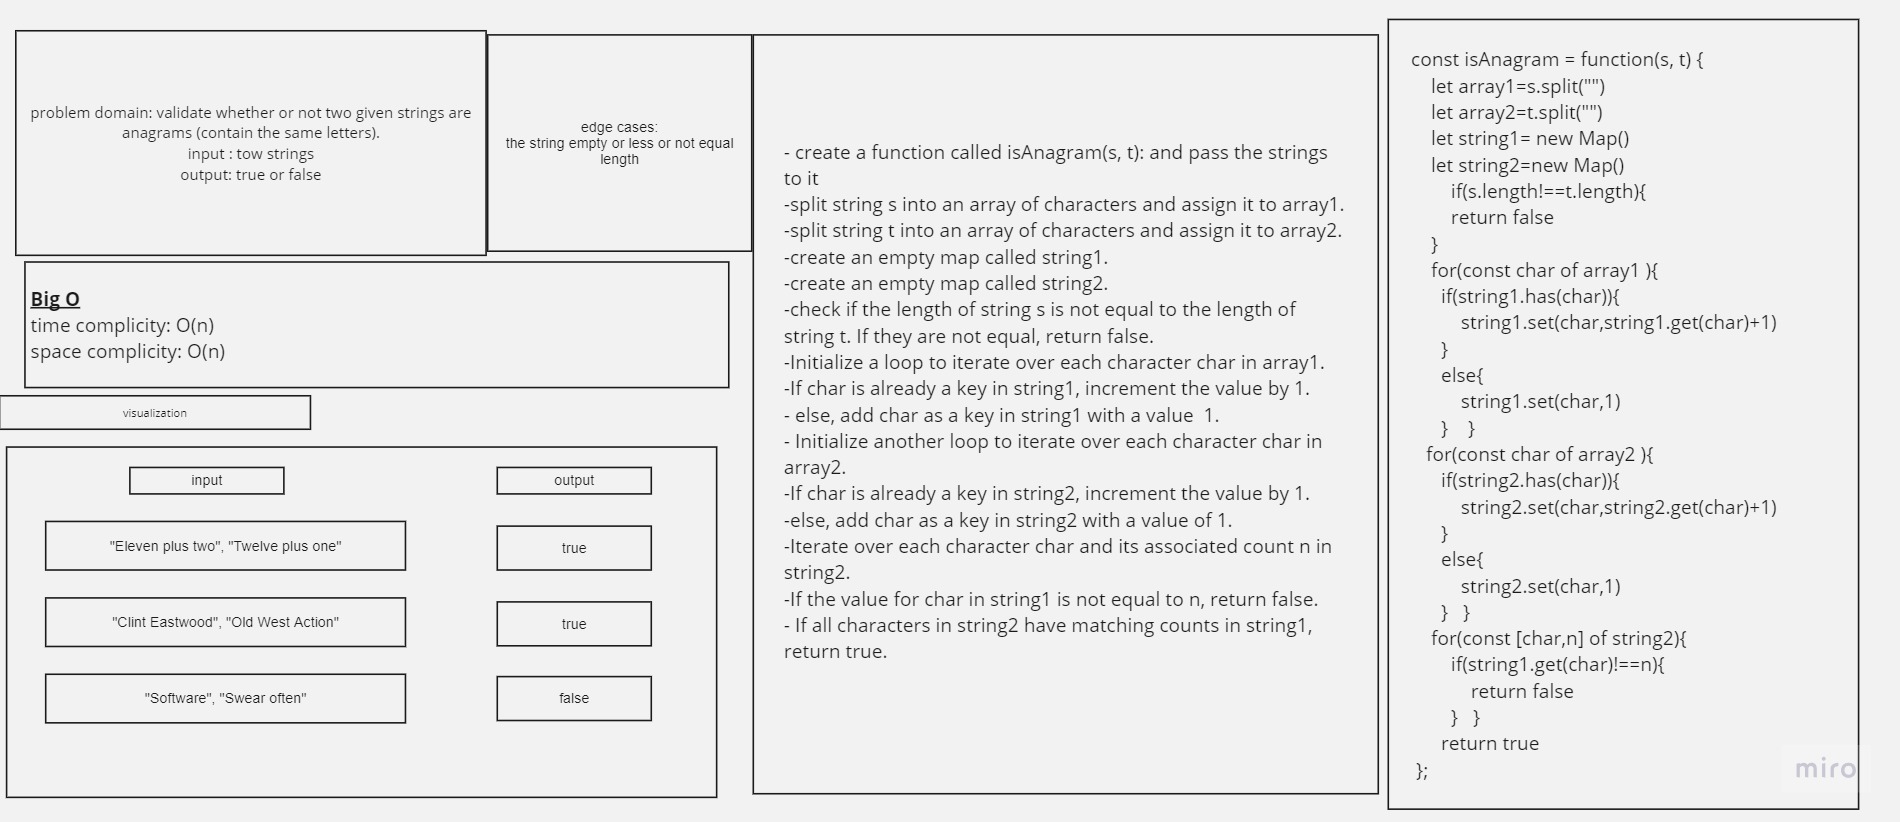 problem domain: validate whether or not two given strings are
anagrams (contain the same letters).
input : tow strings
output: true or false
edge cases:
the string empty or less or not equal
length
Big O
time complicity: O(n)
space complicity: O(n)
visualization
input
output
"Eleven plus two", "Twelve plus one"
true
"Clint Eastwood", "Old West Action"
true
"Software", "Swear often"
false
- create a function called isAnagram(s, t): and pass the strings
to it
-split string s into an array of characters and assign it to array1.
-split string t into an array of characters and assign it to array2.
-create an empty map called string1.
-create an empty map called string2.
-check if the length of string s is not equal to the length of
string t. If they are not equal, return false.
-Initialize a loop to iterate over each character char in array1.
-If char is already a key in string1, increment the value by 1.
- else, add char as a key in string1 with a value  1.
- Initialize another loop to iterate over each character char in
array2.
-If char is already a key in string2, increment the value by 1.
-else, add char as a key in string2 with a value of 1.
-Iterate over each character char and its associated count n in
string2.
-If the value for char in string1 is not equal to n, return false.
- If all characters in string2 have matching counts in string1,
return true.
const isAnagram = function(s, t) {
let array1=s.split("")
let array2=t.split("")
let string1= new Map()
let string2=new Map()
if(s.length!==t.length){
return false
}
for(const char of array1 ){
if(string1.has(char)){
string1.set(char,string1.get(char)+1)
}
else{
string1.set(char,1)
}    }
for(const char of array2 ){
if(string2.has(char)){
string2.set(char,string2.get(char)+1)
}
else{
string2.set(char,1)
}   }
for(const [char,n] of string2){
if(string1.get(char)!==n){
return false
}   }
return true
};
miro